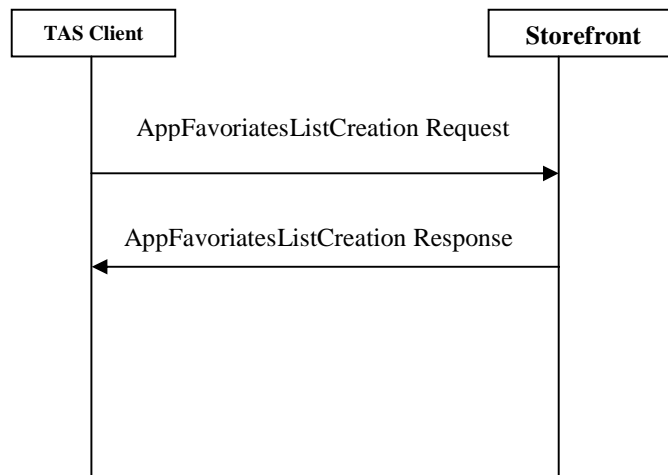 TAS Client
Storefront
AppFavoriatesListCreation Request
AppFavoriatesListCreation Response